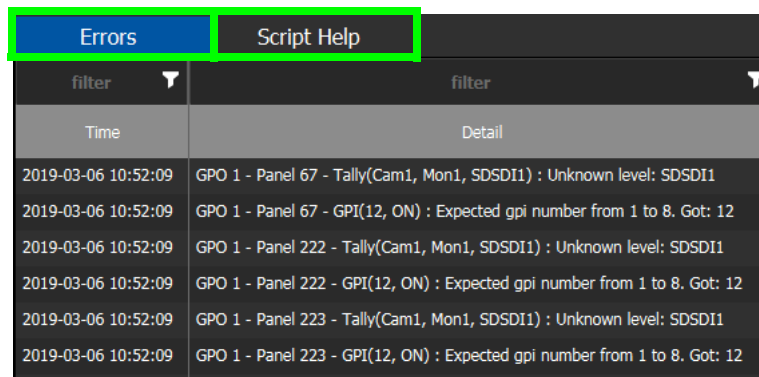 Errors Script Help
filter filter
Time Detail
2019-03-06 10:52:09 GPO 1 - Panel 67 - Tally(Cam1, Mon1, SDSDI1) : Unknown level: SDSDI1
2019-03-06 10:52:09 GPO 1 - Panel 67 - GPI(12, ON) : Expected gpi number from 1 to 8. Got: 12
2019-03-06 10:52:09 GPO 1 - Panel 222 - Tally(Cam1, Mon1, SDSDI1) : Unknown level: SDSDI1
2019-03-06 10:52:09 GPO 1 - Panel 222 - GPI(12, ON) : Expected gpi number from 1 to 8. Got: 12
2019-03-06 10:52:09 GPO 1 - Panel 223 - Tally(Cam1, Mon1, SDSDI1) : Unknown level: SDSDI1
2019-03-06 10:52:09 GPO 1 - Panel 223 - GPI(12, ON) : Expected gpi number from 1 to 8. Got: 12